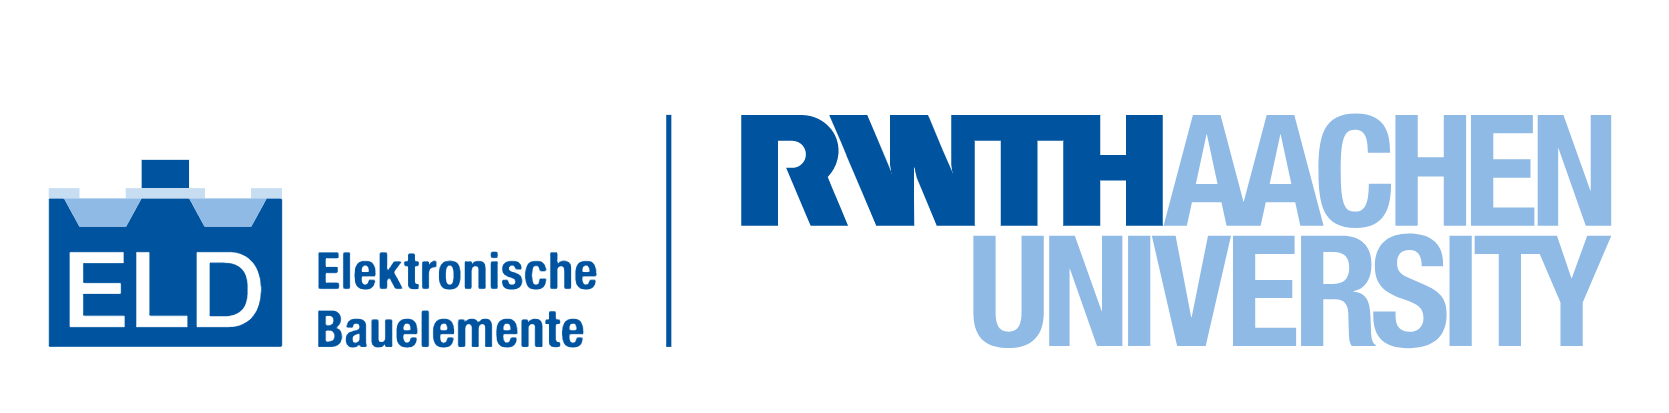 ELD
Elektronische
Bauelemente
RWTHAACHEN
UNIVERSITY